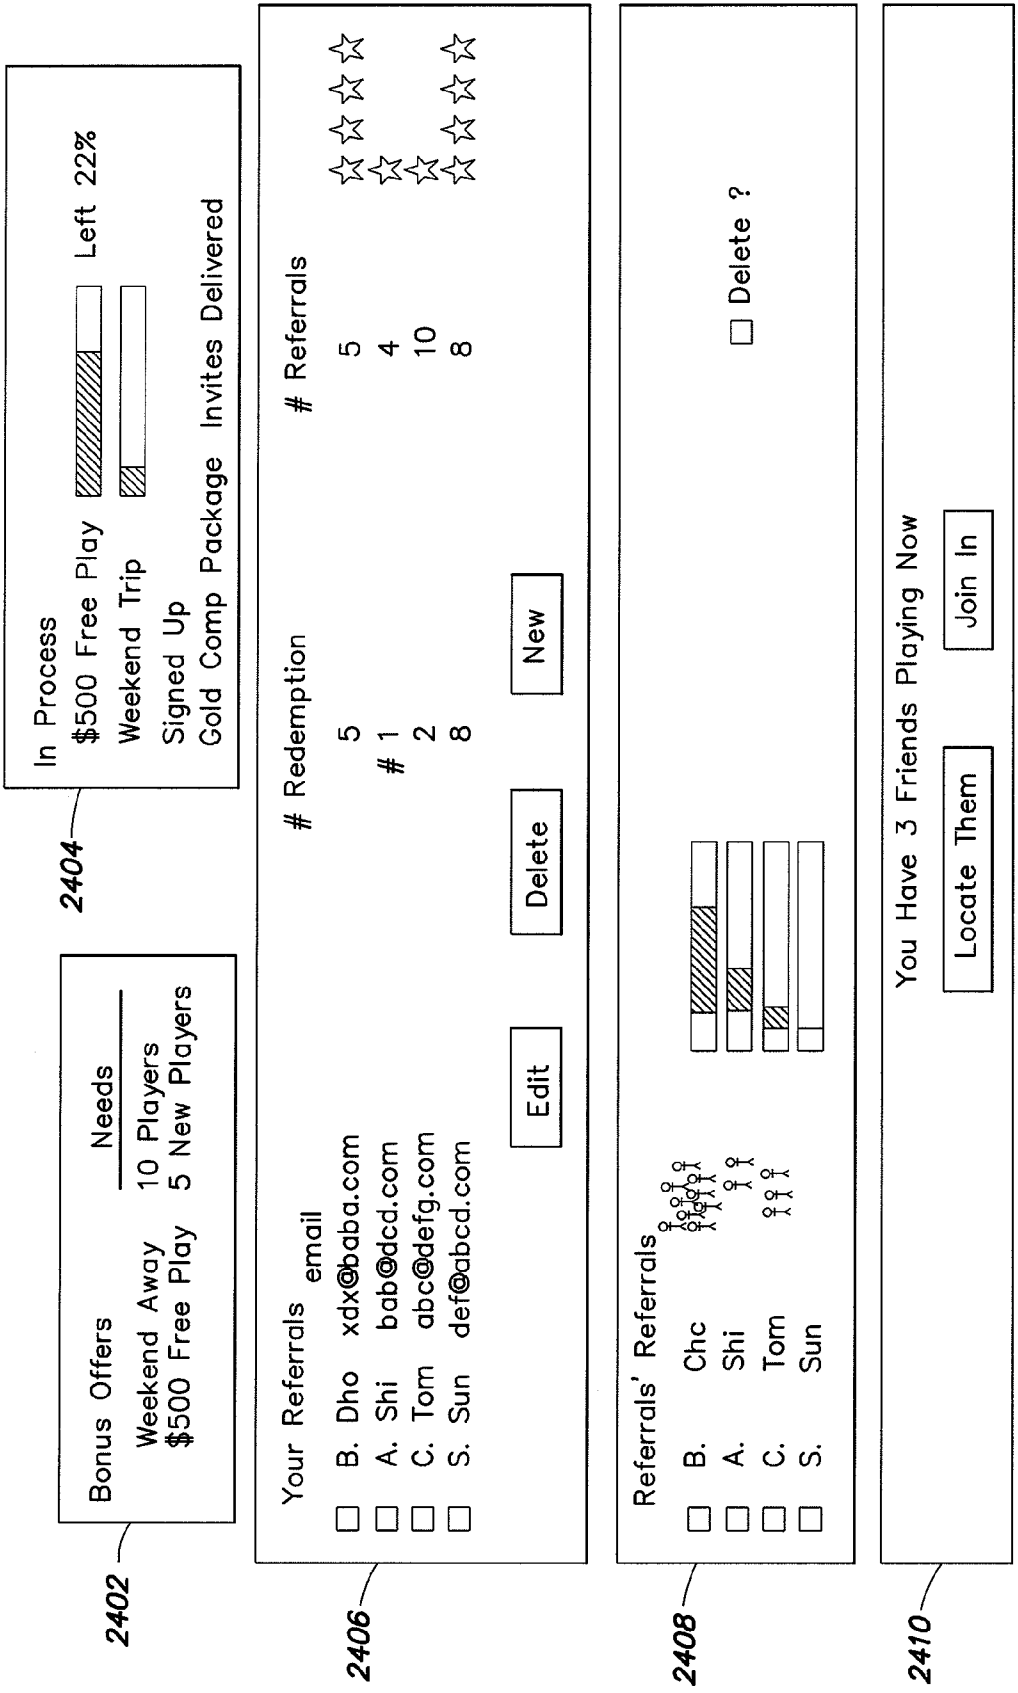 2402
Bonus Offers
Needs
Weekend Away 10 Players
$500 Free Play 5 New Players
2404
In Process
$500 Free Play Left 22%
Weekend Trip
Signed Up
Gold Comp Package Invites Delivered
2406
Your Referrals
email # Redemption # Referrals
B. Dho xdx@baba.com 5 5
A. Shi bab@dcd.com # 1 4
C. Tom abc@defg.com 2 10
S. Sun def@abcd.com 8 8
Edit Delete New
2408
Referrals' Referrals
B. Chc
A. Shi Delete ?
C. Tom
S. Sun
2410
You Have 3 Friends Playing Now
Locate Them Join In